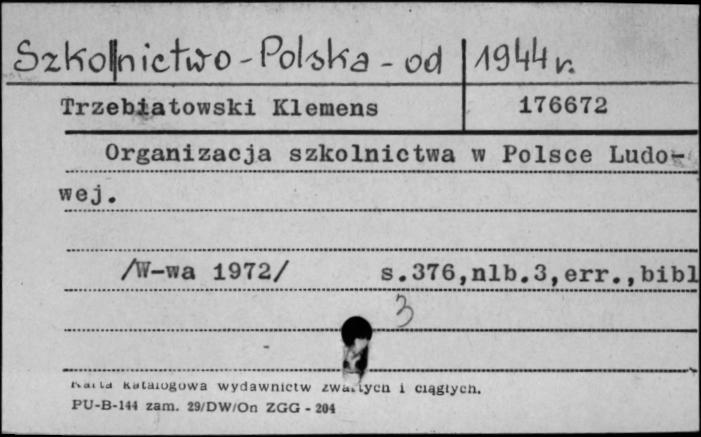 Szkolnictwo - Polska - od 1944 r.
Trzebiatowski Klemens 176672
Organizacja szkolnictwa w Polsce Ludo-
wej.
/W-wa 1972/ s.376,nlb.3,err.,bibl
3
Karta katalogowa wydawnictw zwartych i ciągłych.
PU-B-144 zam. 29/DW/On ZGG - 204